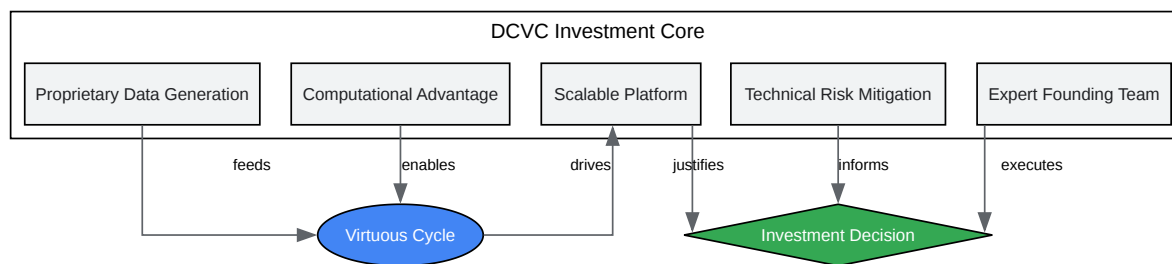 DCVC Investment Core
Proprietary Data Generation
Computational Advantage
Scalable Platform
Technical Risk Mitigation
Expert Founding Team
feeds
enables
drives
justifies
informs
executes
Virtuous Cycle
Investment Decision